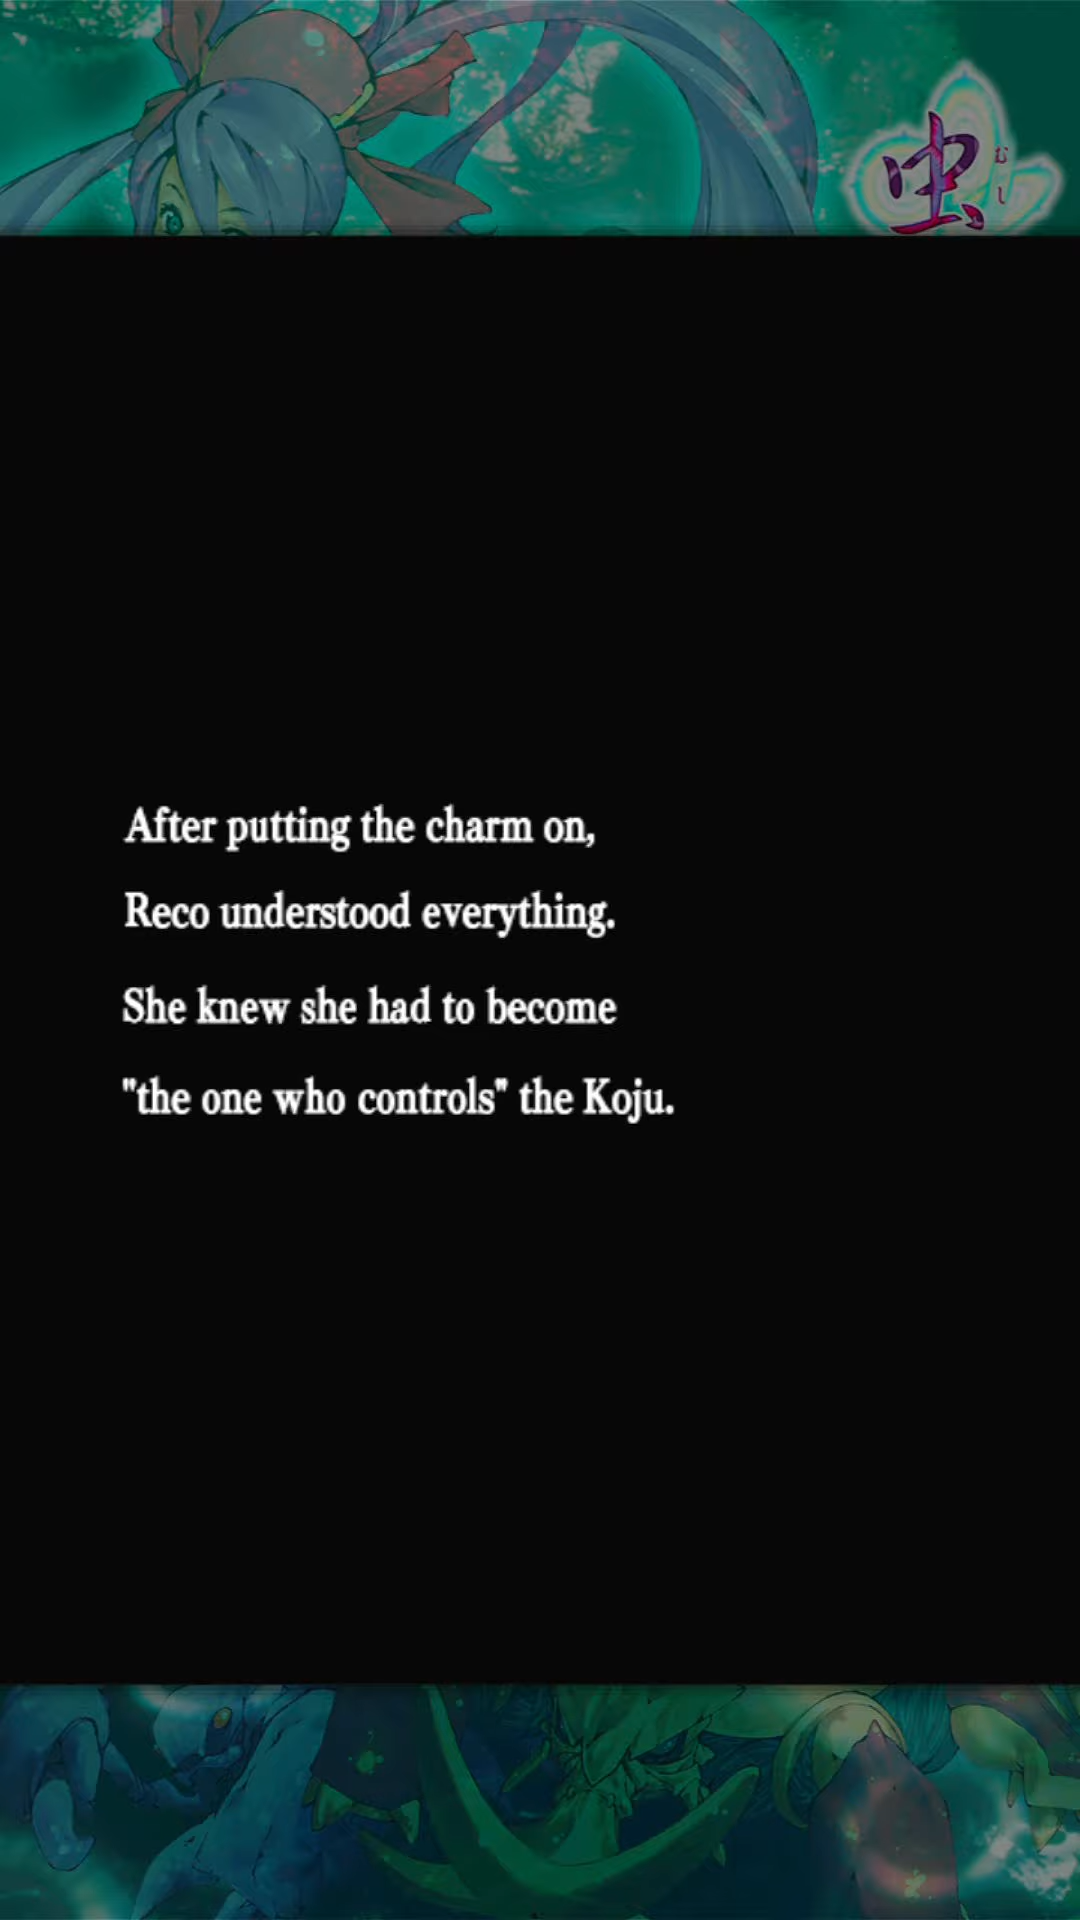 虫
むし
After putting the charm on,
Reco understood everything.
She knew she had to become
"the one who controls" the Koju.